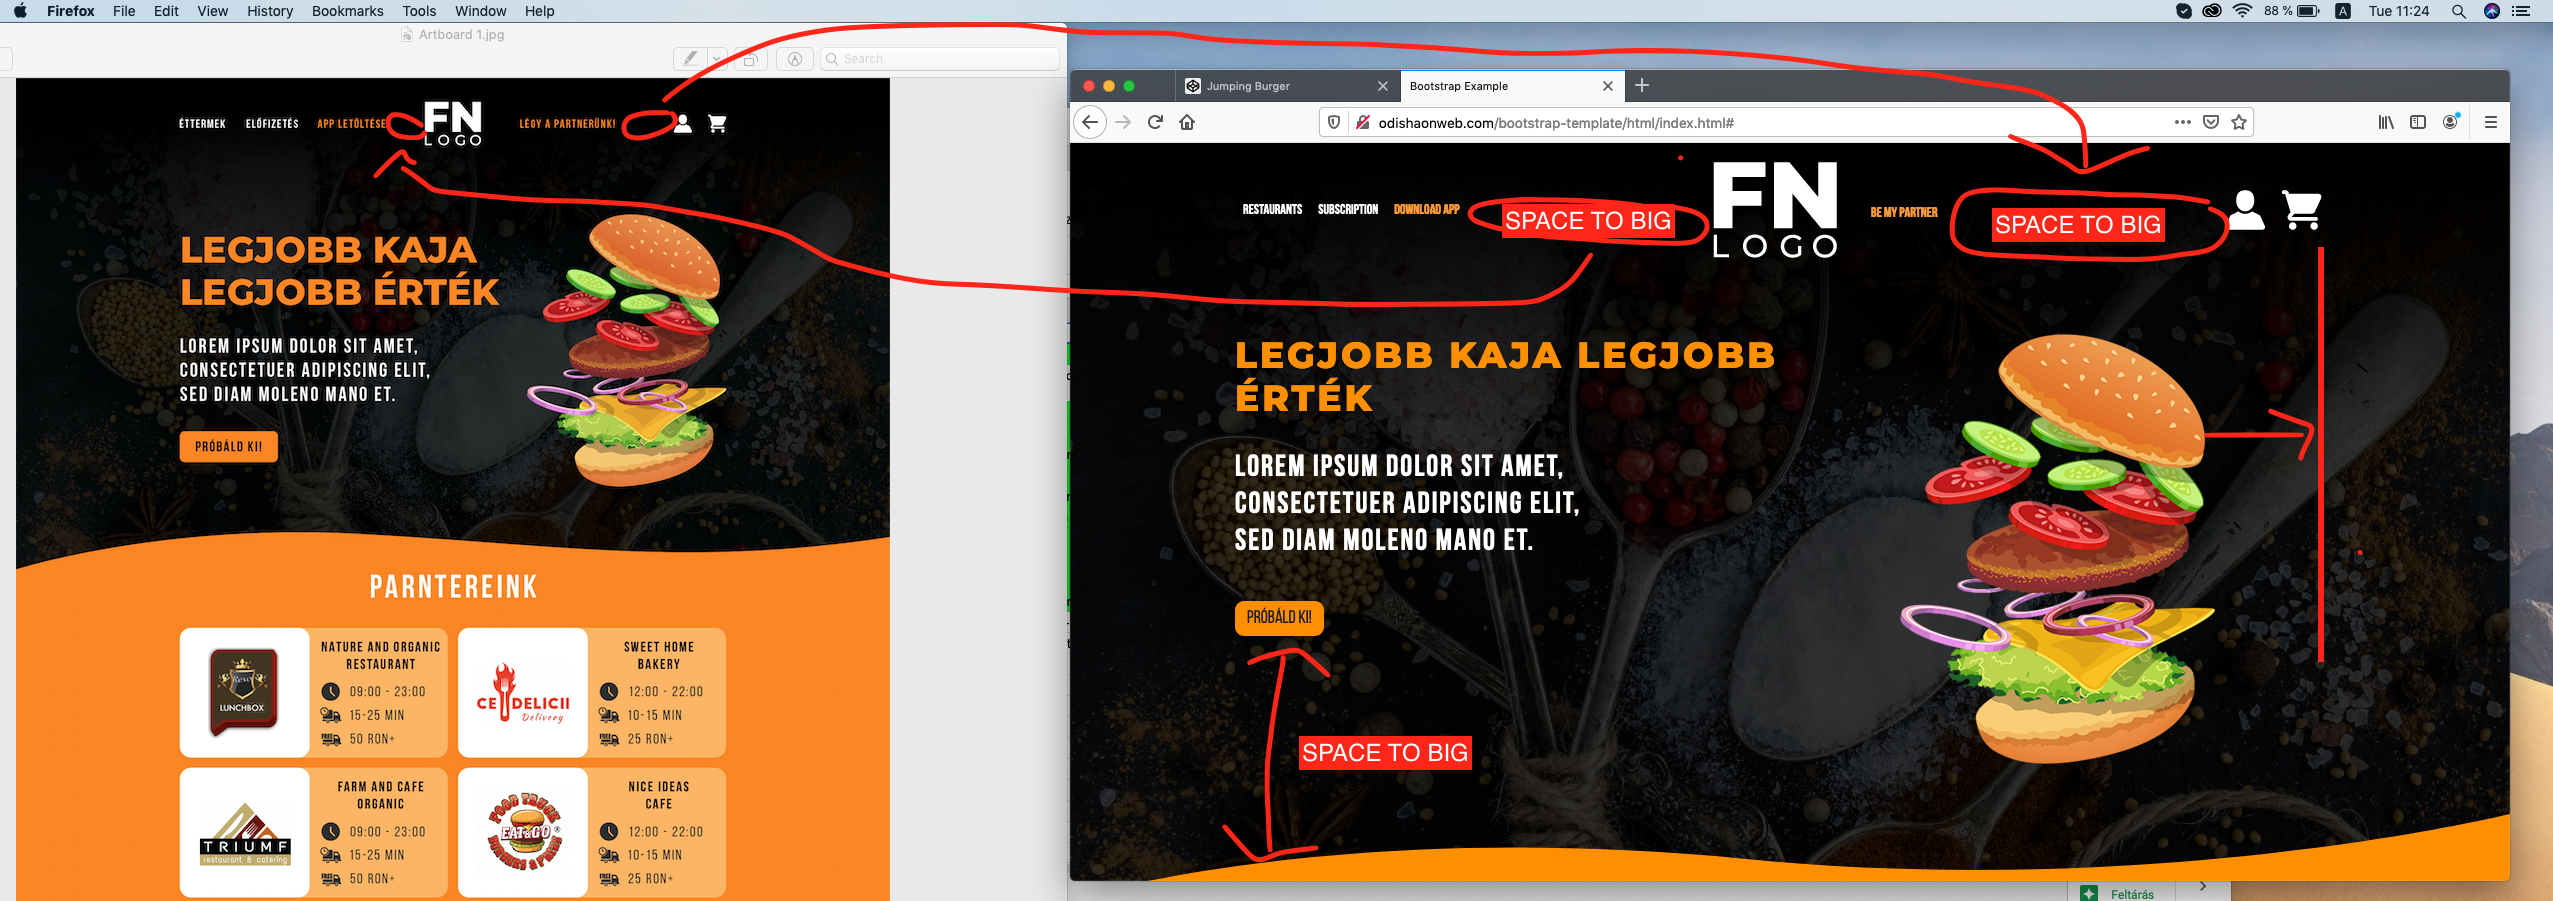 Firefox File Edit View History Bookmarks Tools Window Help
88 % A Tue 11:24
Artboard 1.jpg
Search
ÉTTERMEK ELŐFIZETÉS APP LETÖLTÉSE FN LÉGY A PARTNERÜNK!
LOGO
LEGJOBB KAJA
LEGJOBB ÉRTÉK
LOREM IPSUM DOLOR SIT AMET,
CONSECTETUER ADIPISCING ELIT,
SED DIAM MOLENO MANO ET.
PRÓBÁLD KI!
PARNTEREINK
LUNCHBOX
NATURE AND ORGANIC
RESTAURANT
09:00 - 23:00
15-25 MIN
50 RON+
CE DELICII
Delivery
SWEET HOME
BAKERY
12:00 - 22:00
10-15 MIN
25 RON+
TRIUMF
restaurant & catering
FARM AND CAFE
ORGANIC
09:00 - 23:00
15-25 MIN
50 RON+
FOOD TRUCK
EAT&GO
NICE IDEAS
CAFE
12:00 - 22:00
10-15 MIN
25 RON+
Jumping Burger
Bootstrap Example
odishaonweb.com/bootstrap-template/html/index.html#
RESTAURANTS SUBSCRIPTION DOWNLOAD APP SPACE TO BIG FN BE MY PARTNER SPACE TO BIG
LOGO
LEGJOBB KAJA LEGJOBB
ÉRTÉK
LOREM IPSUM DOLOR SIT AMET,
CONSECTETUER ADIPISCING ELIT,
SED DIAM MOLENO MANO ET.
PRÓBÁLD KI!
SPACE TO BIG
Feltárás